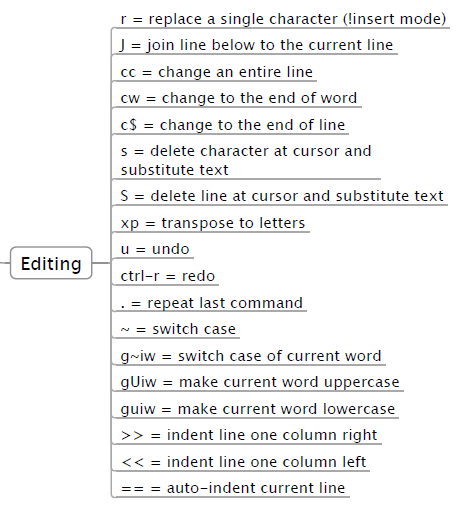 r = replace a single character (!insert mode)
J = join line below to the current line
cc = change an entire line
cw = change to the end of word
c$ = change to the end of line
s = delete character at cursor and
substitute text
S = delete line at cursor and substitute text
xp = transpose to letters
u = undo
Editing
ctrl-r = redo
. = repeat last command
~ = switch case
g~iw = switch case of current word
gUiw = make current word uppercase
guiw = make current word lowercase
>> = indent line one column right
<< = indent line one column left
== = auto-indent current line